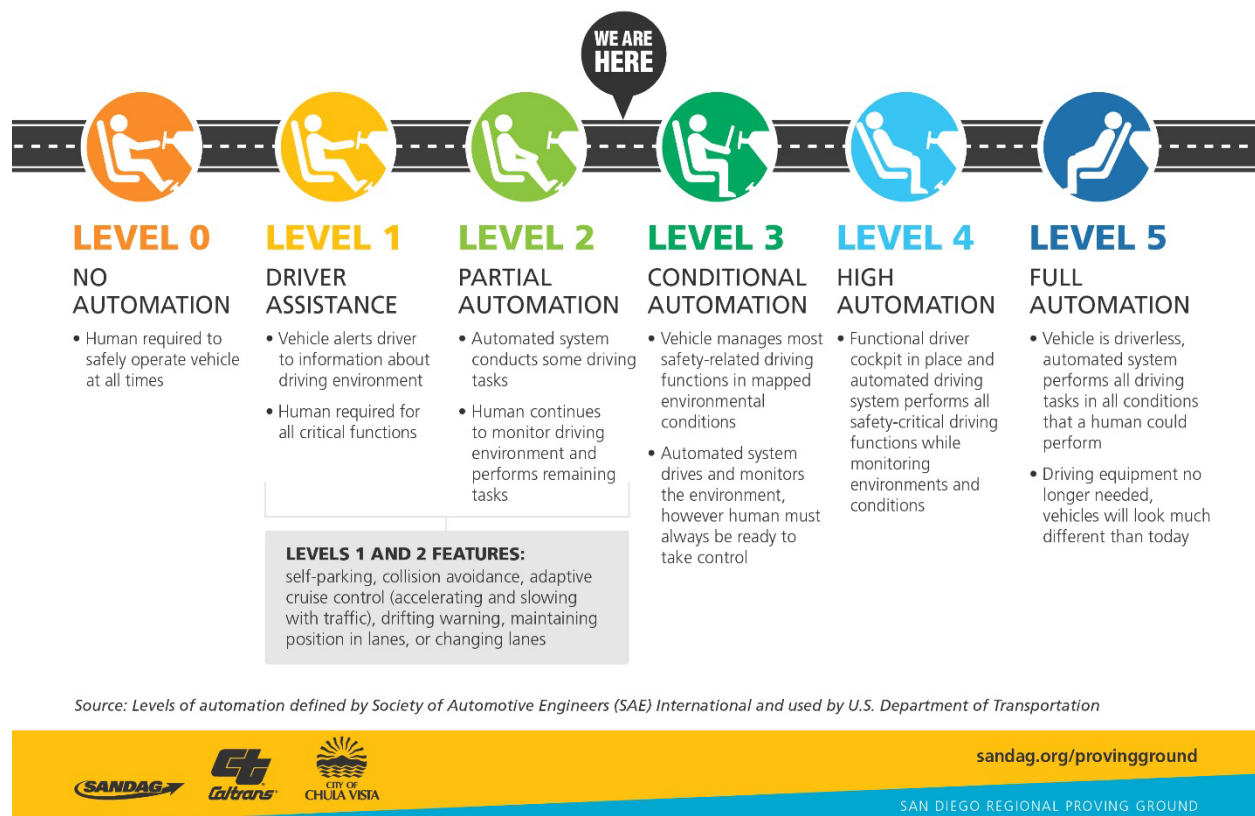 WE ARE
HERE
LEVEL 0
NO
AUTOMATION
• Human required to
safely operate vehicle
at all times
LEVEL 1
DRIVER
ASSISTANCE
• Vehicle alerts driver
to information about
driving environment
• Human required for
all critical functions
LEVEL 2
PARTIAL
AUTOMATION
• Automated system
conducts some driving
tasks
• Human continues
to monitor driving
environment and
performs remaining
tasks
LEVELS 1 AND 2 FEATURES:
self-parking, collision avoidance, adaptive
cruise control (accelerating and slowing
with traffic), drifting warning, maintaining
position in lanes, or changing lanes
LEVEL 3
CONDITIONAL
AUTOMATION
• Vehicle manages most
safety-related driving
functions in mapped
environmental
conditions
• Automated system
drives and monitors
the environment,
however human must
always be ready to
take control
LEVEL 4
HIGH
AUTOMATION
• Functional driver
cockpit in place and
automated driving
system performs all
safety-critical driving
functions while
monitoring
environments and
conditions
LEVEL 5
FULL
AUTOMATION
• Vehicle is driverless,
automated system
performs all driving
tasks in all conditions
that a human could
perform
• Driving equipment no
longer needed,
vehicles will look much
different than today
Source: Levels of automation defined by Society of Automotive Engineers (SAE) International and used by U.S. Department of Transportation
SANDAG
Ct
Caltrans®
CITY OF
CHULA VISTA
sandag.org/provingground
SAN DIEGO REGIONAL PROVING GROUND